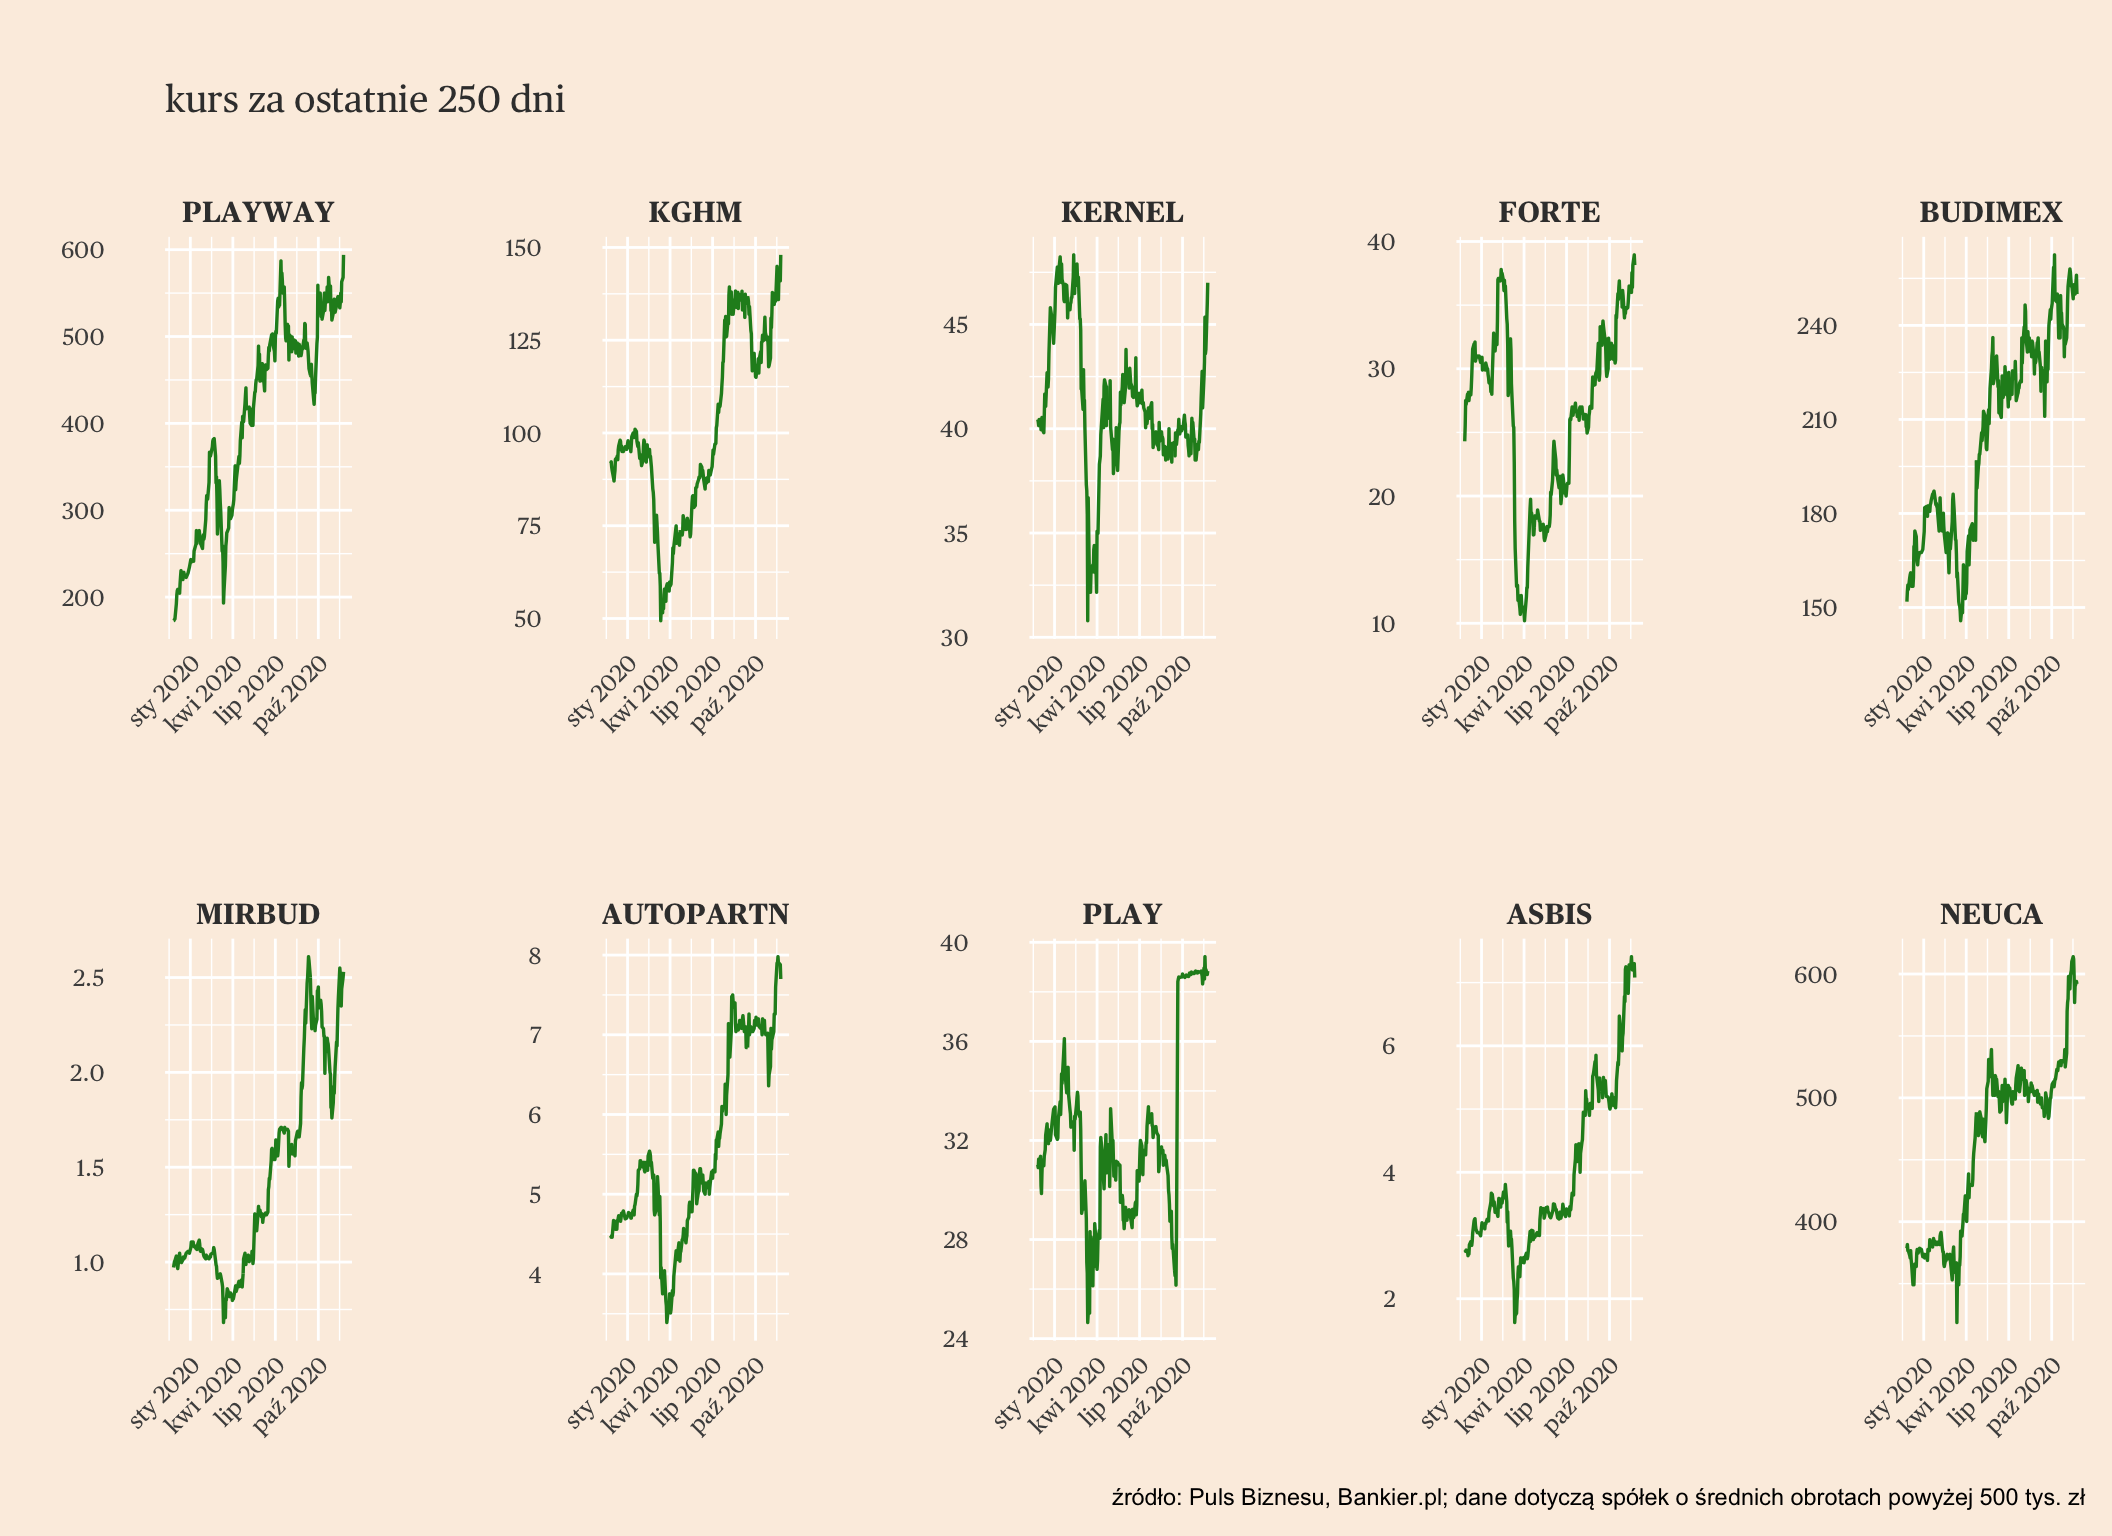 kurs za ostatnie 250 dni
PLAYWAY
600
500
400
300
200
sty 2020
kwi 2020
lip 2020
paź 2020
KGHM
150
125
100
75
50
sty 2020
kwi 2020
lip 2020
paź 2020
KERNEL
45
40
35
30
sty 2020
kwi 2020
lip 2020
paź 2020
FORTE
40
30
20
10
sty 2020
kwi 2020
lip 2020
paź 2020
BUDIMEX
240
210
180
150
sty 2020
kwi 2020
lip 2020
paź 2020
MIRBUD
2.5
2.0
1.5
1.0
sty 2020
kwi 2020
lip 2020
paź 2020
AUTOPARTN
8
7
6
5
4
sty 2020
kwi 2020
lip 2020
paź 2020
PLAY
40
36
32
28
24
sty 2020
kwi 2020
lip 2020
paź 2020
ASBIS
6
4
2
sty 2020
kwi 2020
lip 2020
paź 2020
NEUCA
600
500
400
sty 2020
kwi 2020
lip 2020
paź 2020
źródło: Puls Biznesu, Bankier.pl; dane dotyczą spółek o średnich obrotach powyżej 500 tys. zł